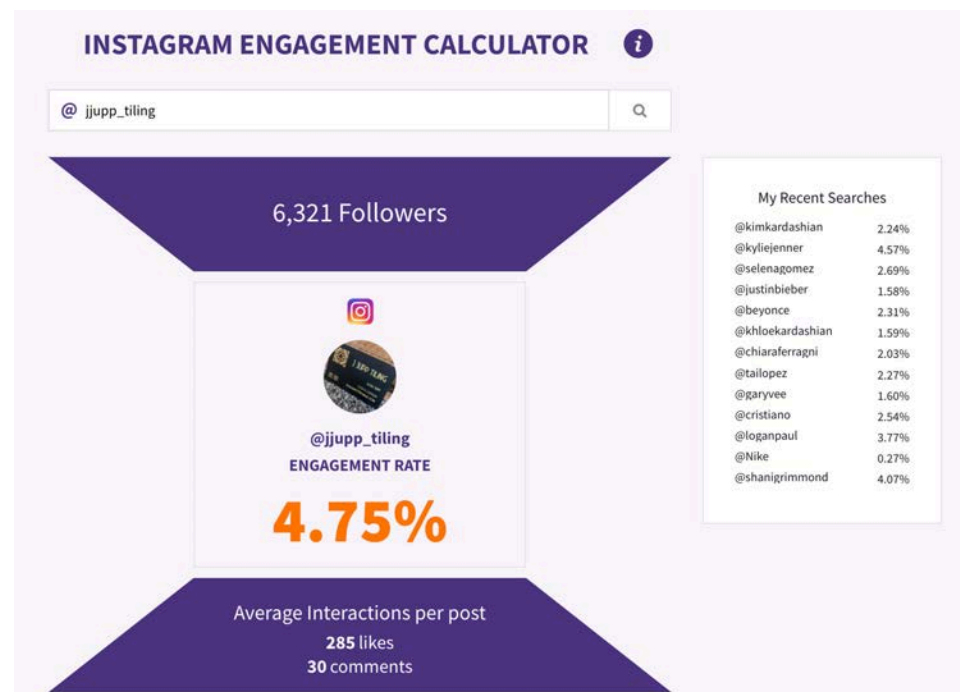 INSTAGRAM ENGAGEMENT CALCULATOR i
@ jjupp_tiling
6,321 Followers
J JUPP TILING
@jjupp_tiling
ENGAGEMENT RATE
4.75%
Average Interactions per post
285 likes
30 comments
My Recent Searches
@kimkardashian 2.24%
@kyliejenner 4.57%
@selenagomez 2.69%
@justinbieber 1.58%
@beyonce 2.31%
@khloekardashian 1.59%
@chiaraferragni 2.03%
@tailopez 2.27%
@garyvee 1.60%
@cristiano 2.54%
@loganpaul 3.77%
@Nike 0.27%
@shanigrimmond 4.07%